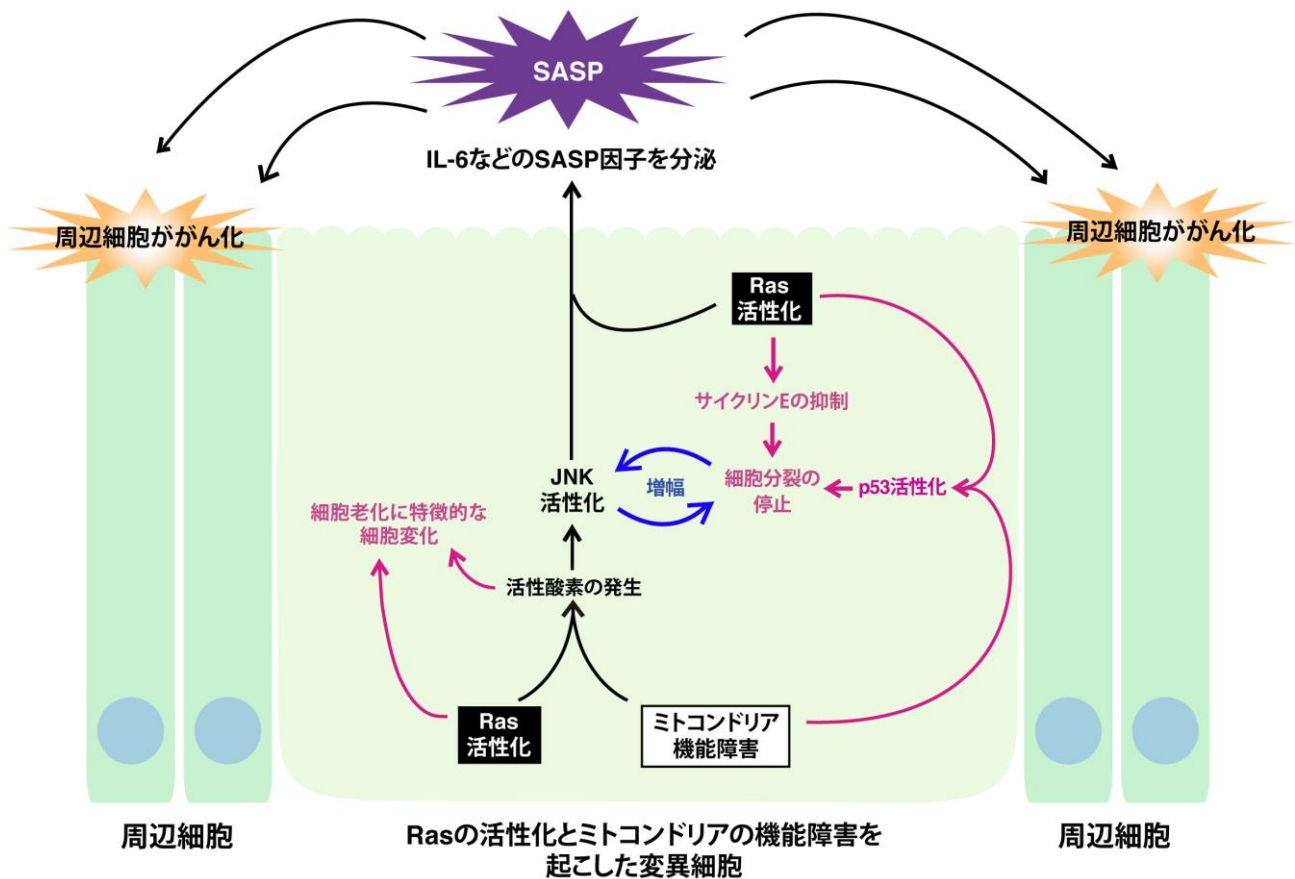 SASP
IL-6などのSASP因子を分泌
周辺細胞ががん化
周辺細胞ががん化
Ras
活性化
サイクリンEの抑制
JNK
活性化
増幅
細胞分裂の
停止
p53活性化
細胞老化に特徴的な
細胞変化
活性酸素の発生
Ras
活性化
ミトコンドリア
機能障害
周辺細胞
Rasの活性化とミトコンドリアの機能障害を
起こした変異細胞
周辺細胞